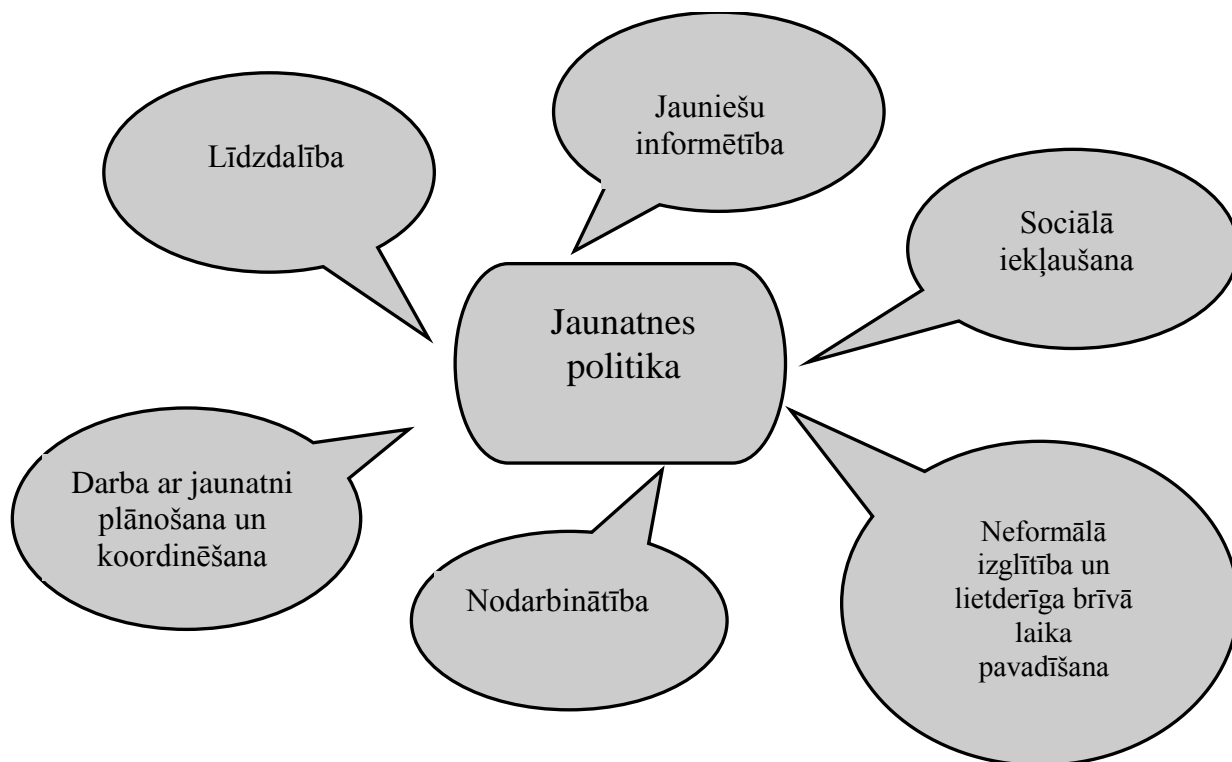 Jauniešu
informētība
Līdzdalība
Sociālā
iekļaušana
Jaunatnes
politika
Darba ar jaunatni
plānošana un
koordinēšana
Nodarbinātība
Neformālā
izglītība un
lietderīga brīvā
laika
pavadīšana